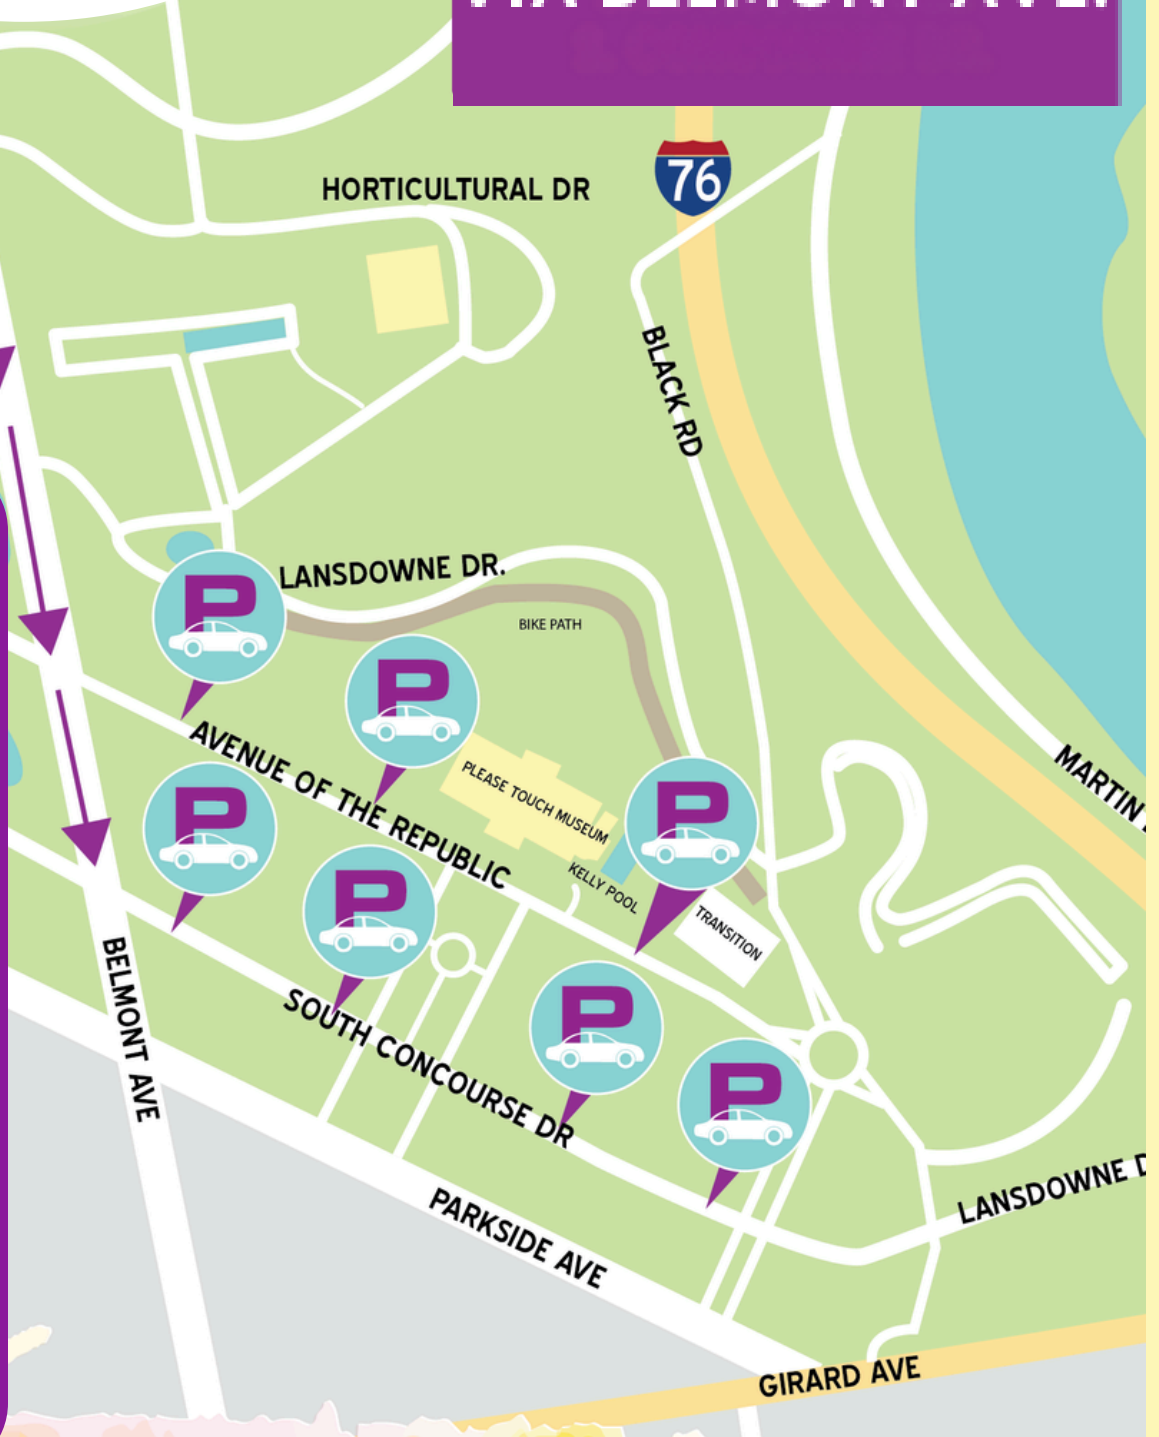 HORTICULTURAL DR
76
BLACK RD
LANSDOWNE DR.
BIKE PATH
P
P
AVENUE OF THE REPUBLIC
PLEASE TOUCH MUSEUM
MARTIN
P
P
KELLY POOL
P
TRANSITION
BELMONT AVE
SOUTH CONCOURSE DR
P
P
LANSDOWNE D
PARKSIDE AVE
GIRARD AVE